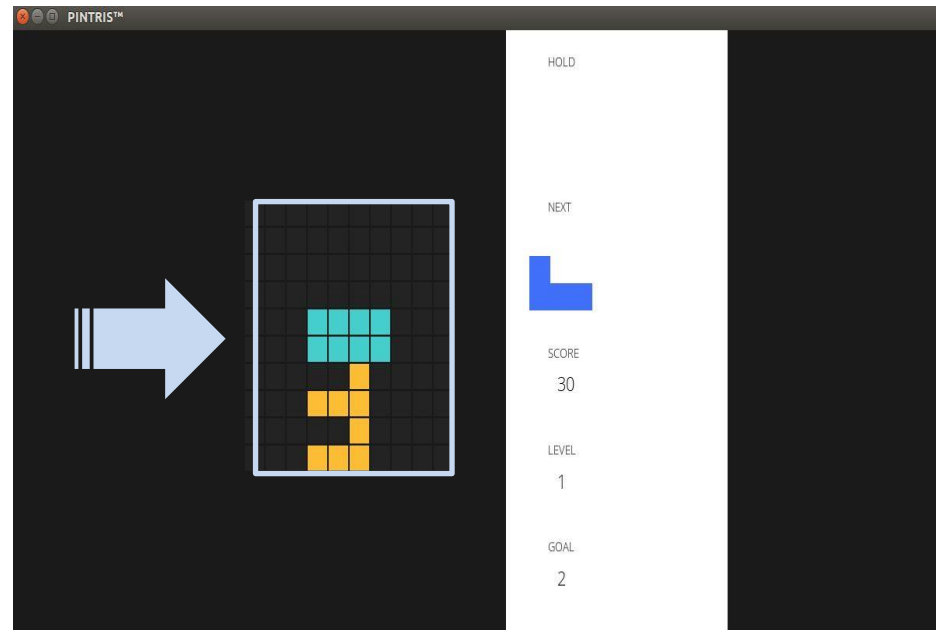 PINTRIS™
HOLD
NEXT
SCORE
30
LEVEL
1
GOAL
2